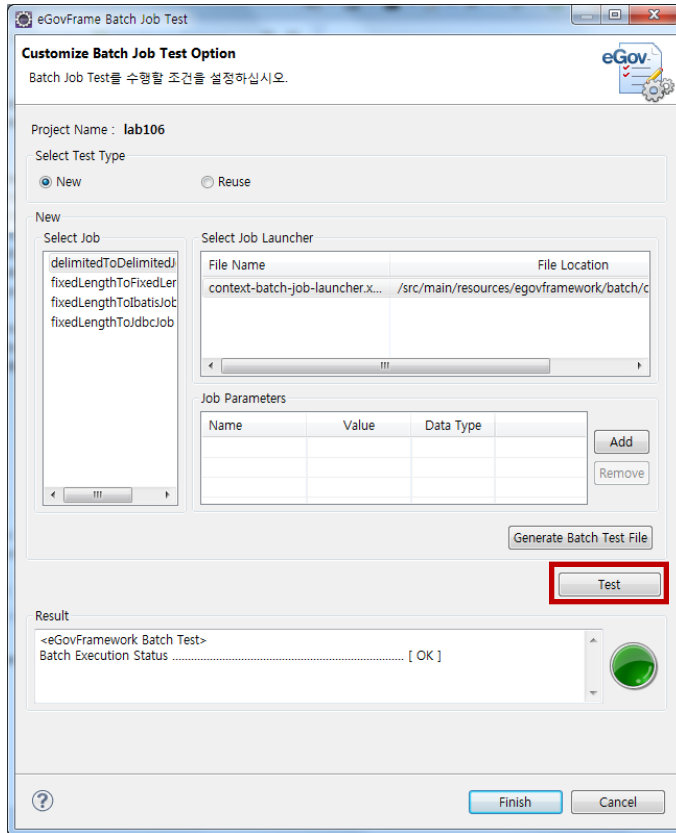 eGovFrame Batch Job Test
Customize Batch Job Test Option
Batch Job Test를 수행할 조건을 설정하십시오.
eGov
Project Name : lab106
Select Test Type
New
Reuse
New
Select Job
Select Job Launcher
delimitedToDelimitedJ
fixedLengthToFixedLer
fixedLengthToIbatisJob
fixedLengthToJdbcJob
File Name
File Location
context-batch-job-launcher.x...
/src/main/resources/egovframework/batch/c
Job Parameters
Name
Value
Data Type
Add
Remove
Generate Batch Test File
Test
Result
<eGovFramework Batch Test>
Batch Execution Status ............................................................................ [ OK ]
Finish
Cancel